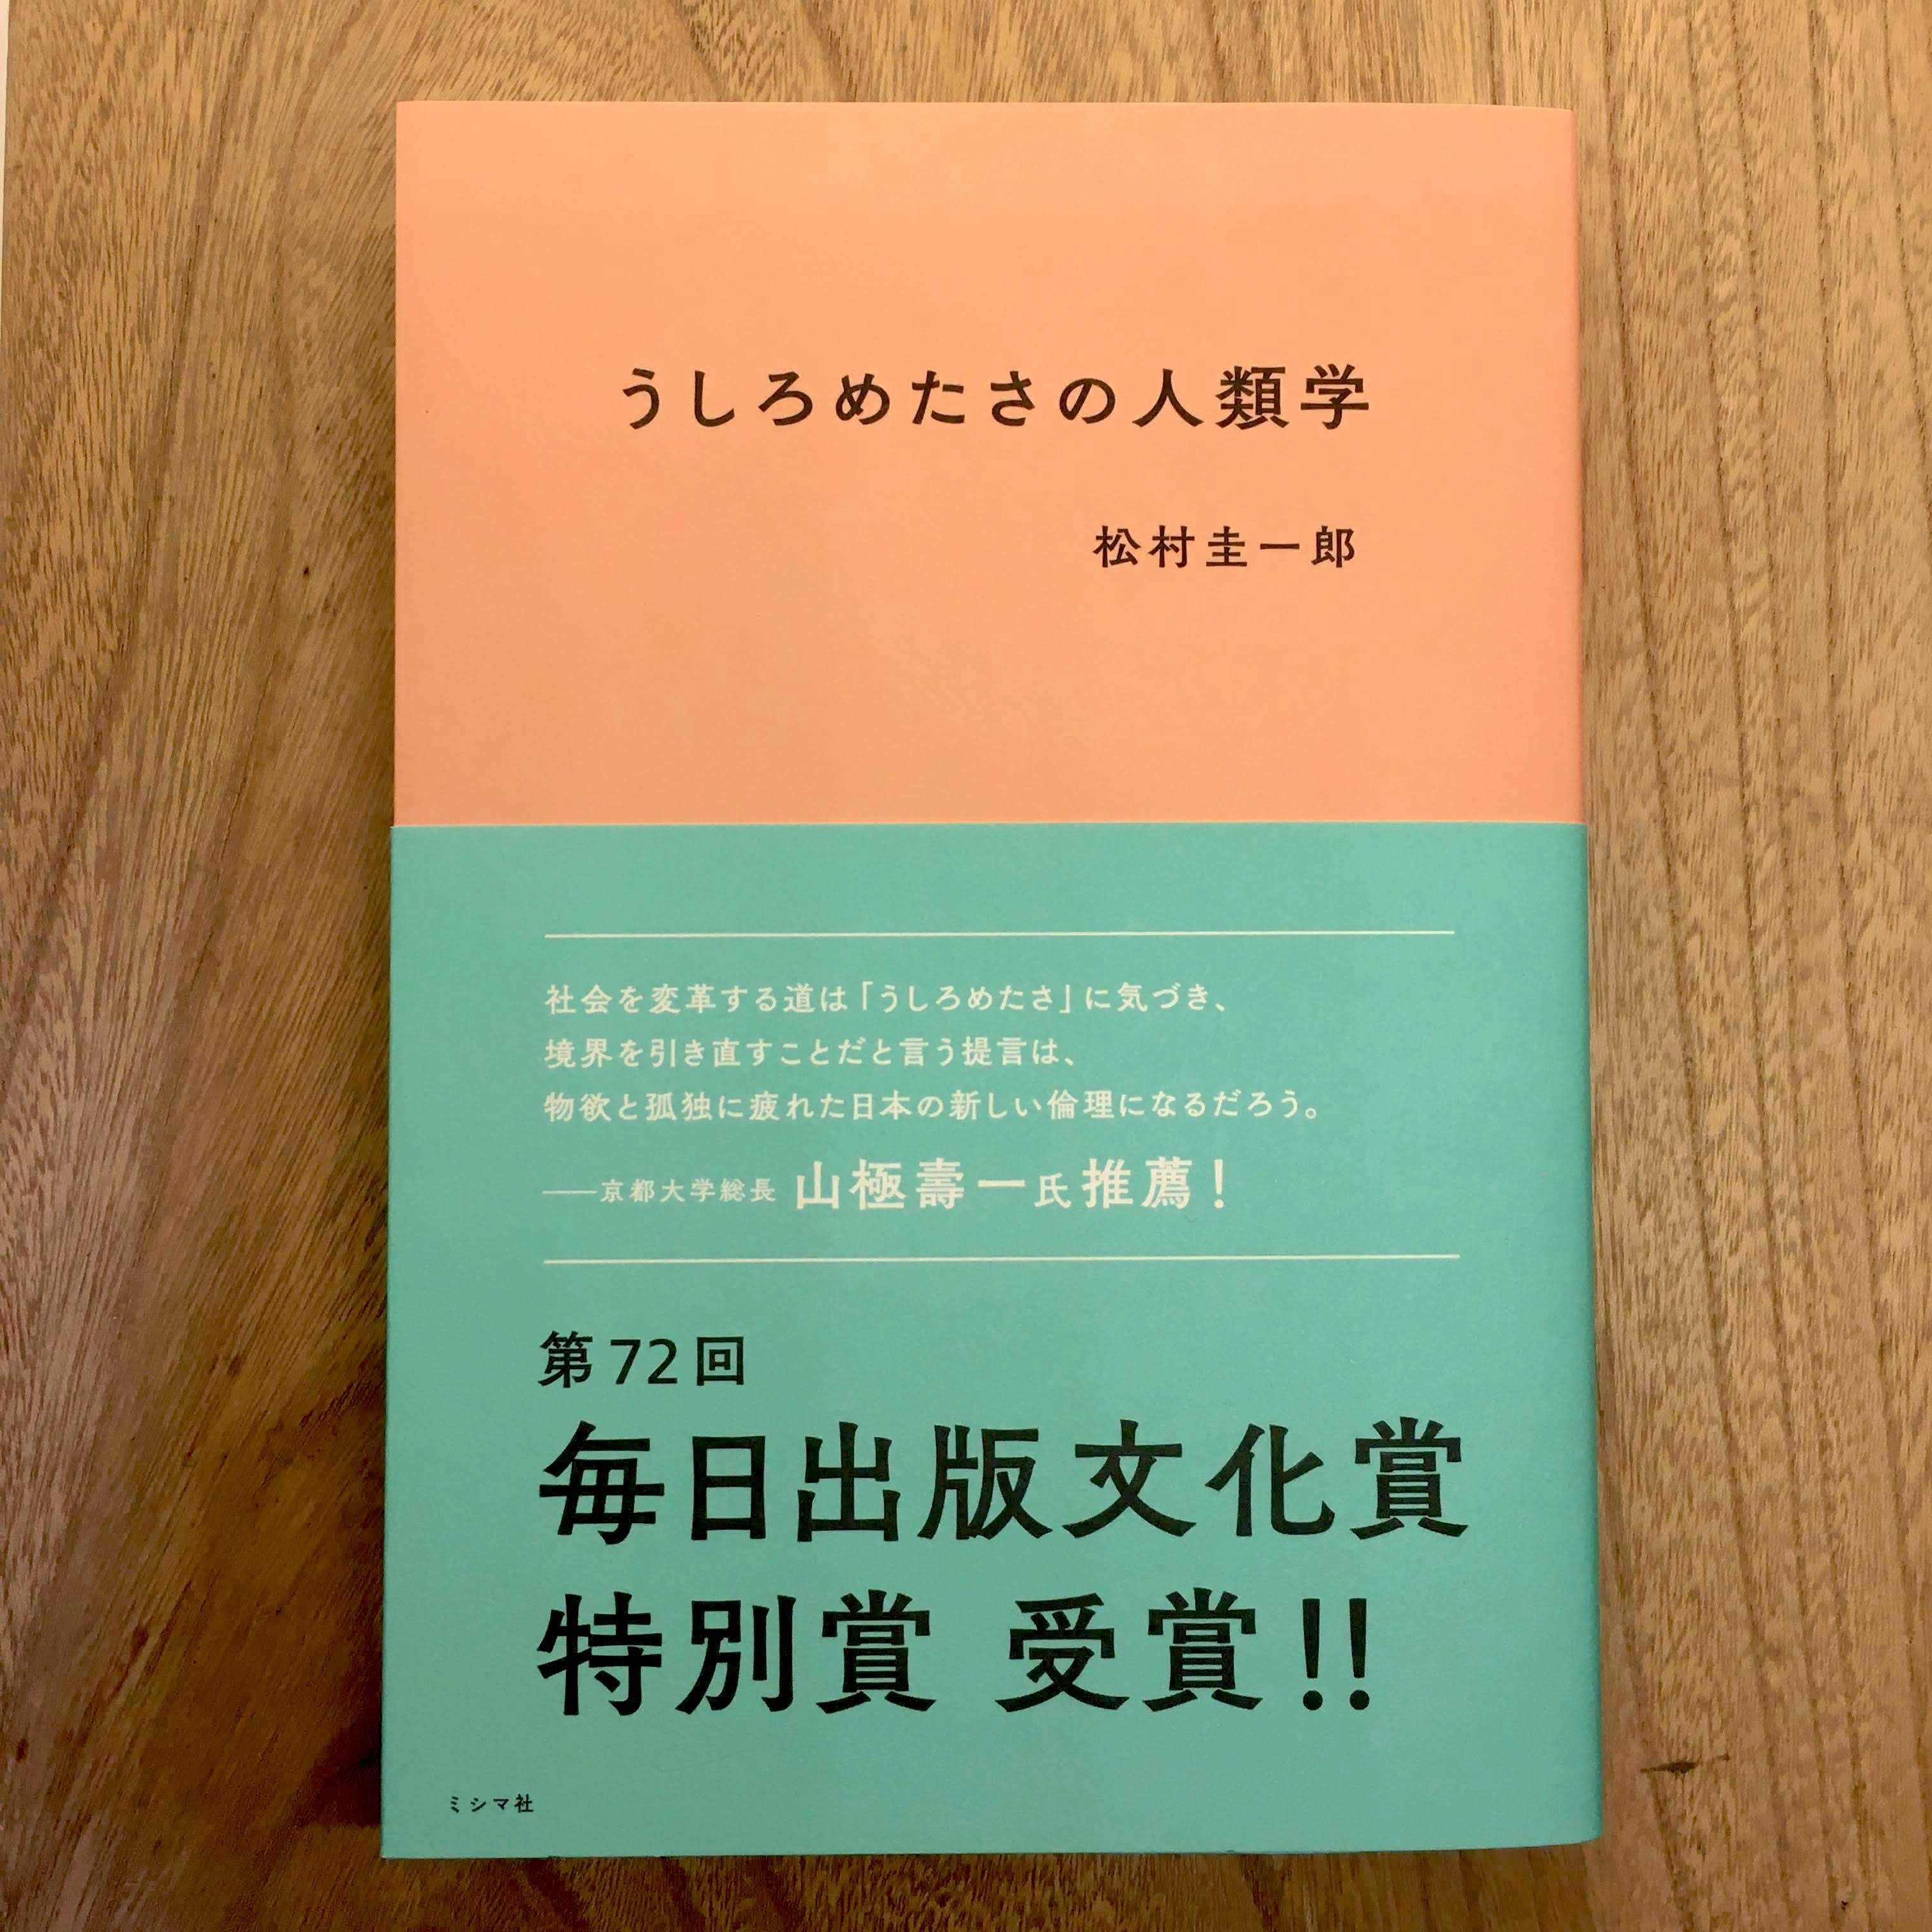 うしろめたさの人類学
松村圭一郎
社会を変革する道は「うしろめたさ」に気づき、
境界を引き直すことだと言う提言は、
物欲と孤独に疲れた日本の新しい倫理になるだろう。
——京都大学総長 山極壽一氏推薦！
第72回
毎日出版文化賞
特別賞 受賞!!
ミシマ社